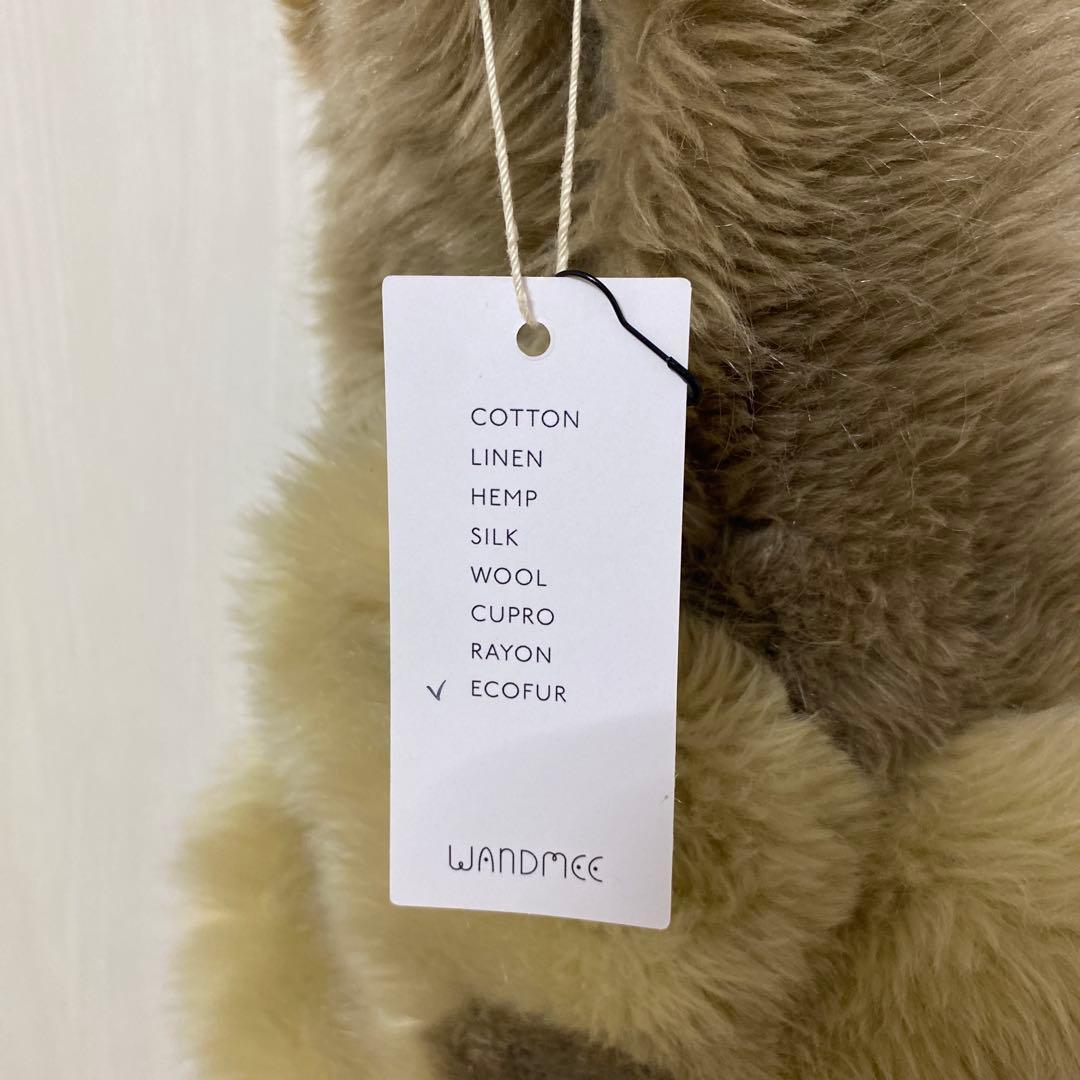 COTTON
LINEN
HEMP
SILK
WOOL
CUPRO
RAYON
✓ ECOFUR
WANDMEE